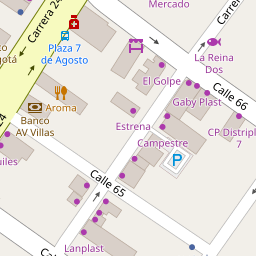 Mercado
Carrera 24
Plaza 7
de Agosto
La Reina
Dos
El Golpe
Gaby Plast
Calle 66
Aroma
Banco
AV Villas
Estrena
Campestre
CP Distripl
7
24
Calle 65
Lanplast